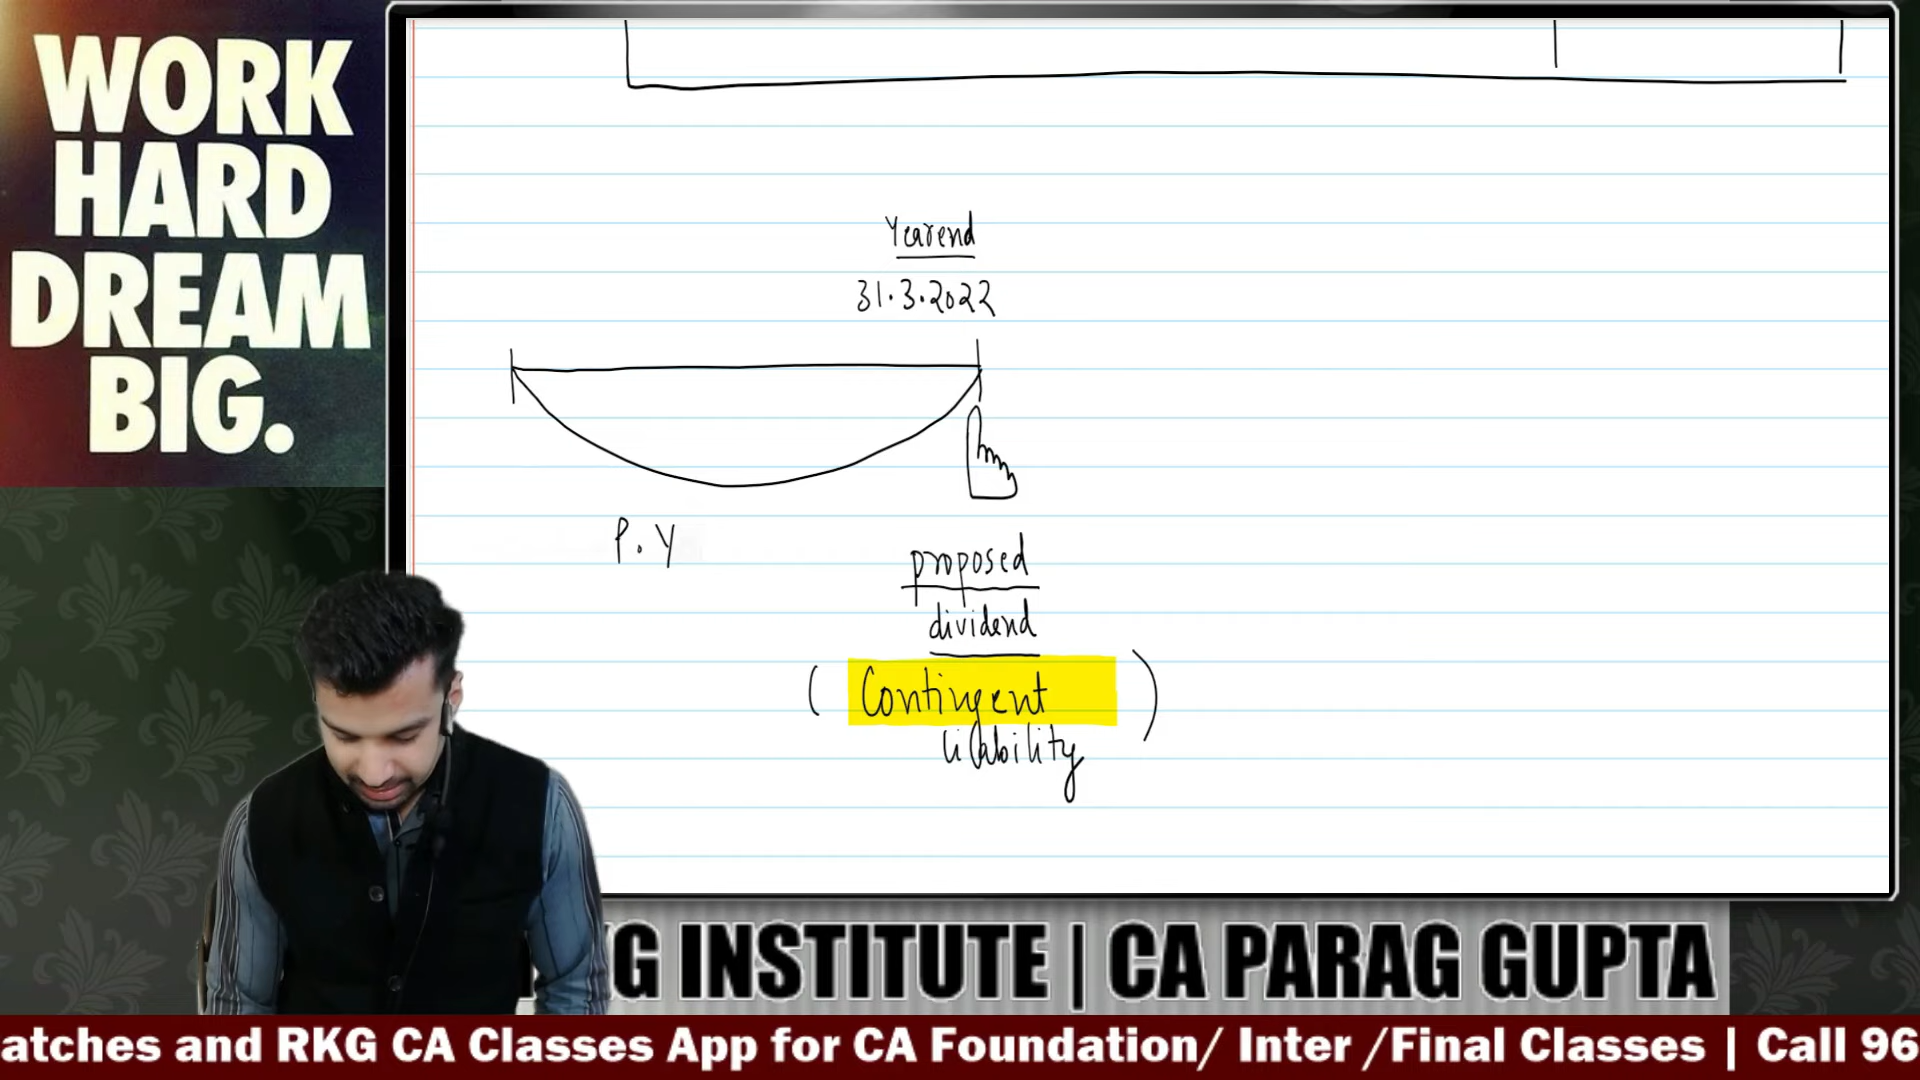 WORK
HARD
DREAM
BIG.
Yearend
31.3.2022
P.Y
proposed
dividend
(Contingent)
liability
G INSTITUTE | CA PARAG GUPTA
atches and RKG CA Classes App for CA Foundation/ Inter /Final Classes | Call 96